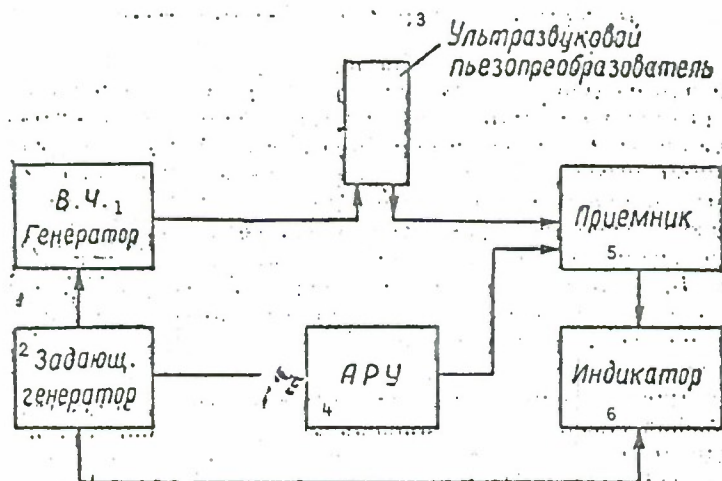 3
Ультразвуковой
пьезопреобразователь
В.Ч. 1
Генератор
Приемник
5
2 Задающ.
генератор
АРУ
4
Индикатор
6